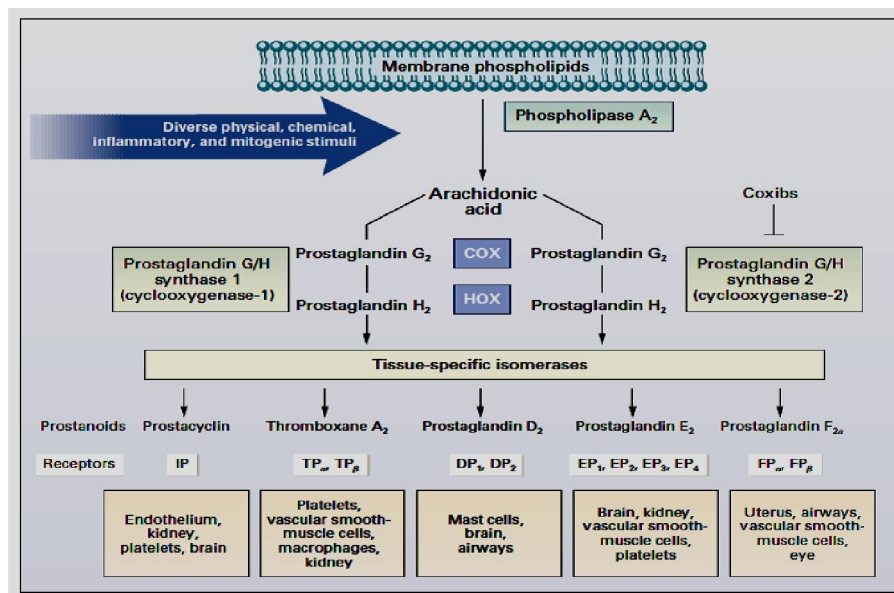 Membrane phospholipids
Diverse physical, chemical,
inflammatory, and mitogenic stimuli
Phospholipase A₂
Arachidonic
acid
Coxibs
Prostaglandin G/H
synthase 1
(cyclooxygenase-1)
Prostaglandin G₂
COX
Prostaglandin G₂
Prostaglandin H₂
HOX
Prostaglandin H₂
Prostaglandin G/H
synthase 2
(cyclooxygenase-2)
Tissue-specific isomerases
Prostanoids
Prostacyclin
Thromboxane A₂
Prostaglandin D₂
Prostaglandin E₂
Prostaglandin F₂α
Receptors
IP
TPα, TPβ
DP₁, DP₂
EP₁, EP₂, EP₃, EP₄
FPα, FPβ
Endothelium,
kidney,
platelets, brain
Platelets,
vascular smooth-
muscle cells,
macrophages,
kidney
Mast cells,
brain,
airways
Brain, kidney,
vascular smooth-
muscle cells,
platelets
Uterus, airways,
vascular smooth-
muscle cells,
eye